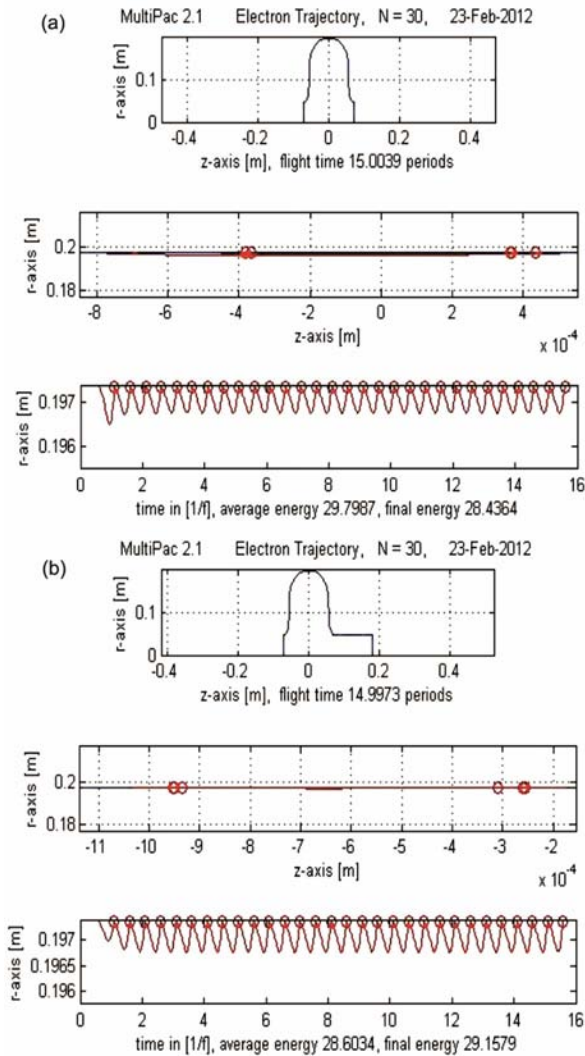 (a)
MultiPac 2.1 Electron Trajectory, N = 30, 23-Feb-2012
r-axis [m]
0.1
0
-0.4 -0.2 0 0.2 0.4
z-axis [m], flight time 15.0039 periods
r-axis [m]
0.2
0.18
-8 -6 -4 -2 0 2 4
z-axis [m]
x 10^-4
r-axis [m]
0.197
0.196
0 2 4 6 8 10 12 14 16
time in [1/f], average energy 29.7987, final energy 28.4364
(b)
MultiPac 2.1 Electron Trajectory, N = 30, 23-Feb-2012
r-axis [m]
0.1
0
-0.4 -0.2 0 0.2 0.4
z-axis [m], flight time 14.9973 periods
r-axis [m]
0.2
0.18
-11 -10 -9 -8 -7 -6 -5 -4 -3 -2
z-axis [m]
x 10^-4
r-axis [m]
0.197
0.1965
0.196
0 2 4 6 8 10 12 14 16
time in [1/f], average energy 28.6034, final energy 29.1579